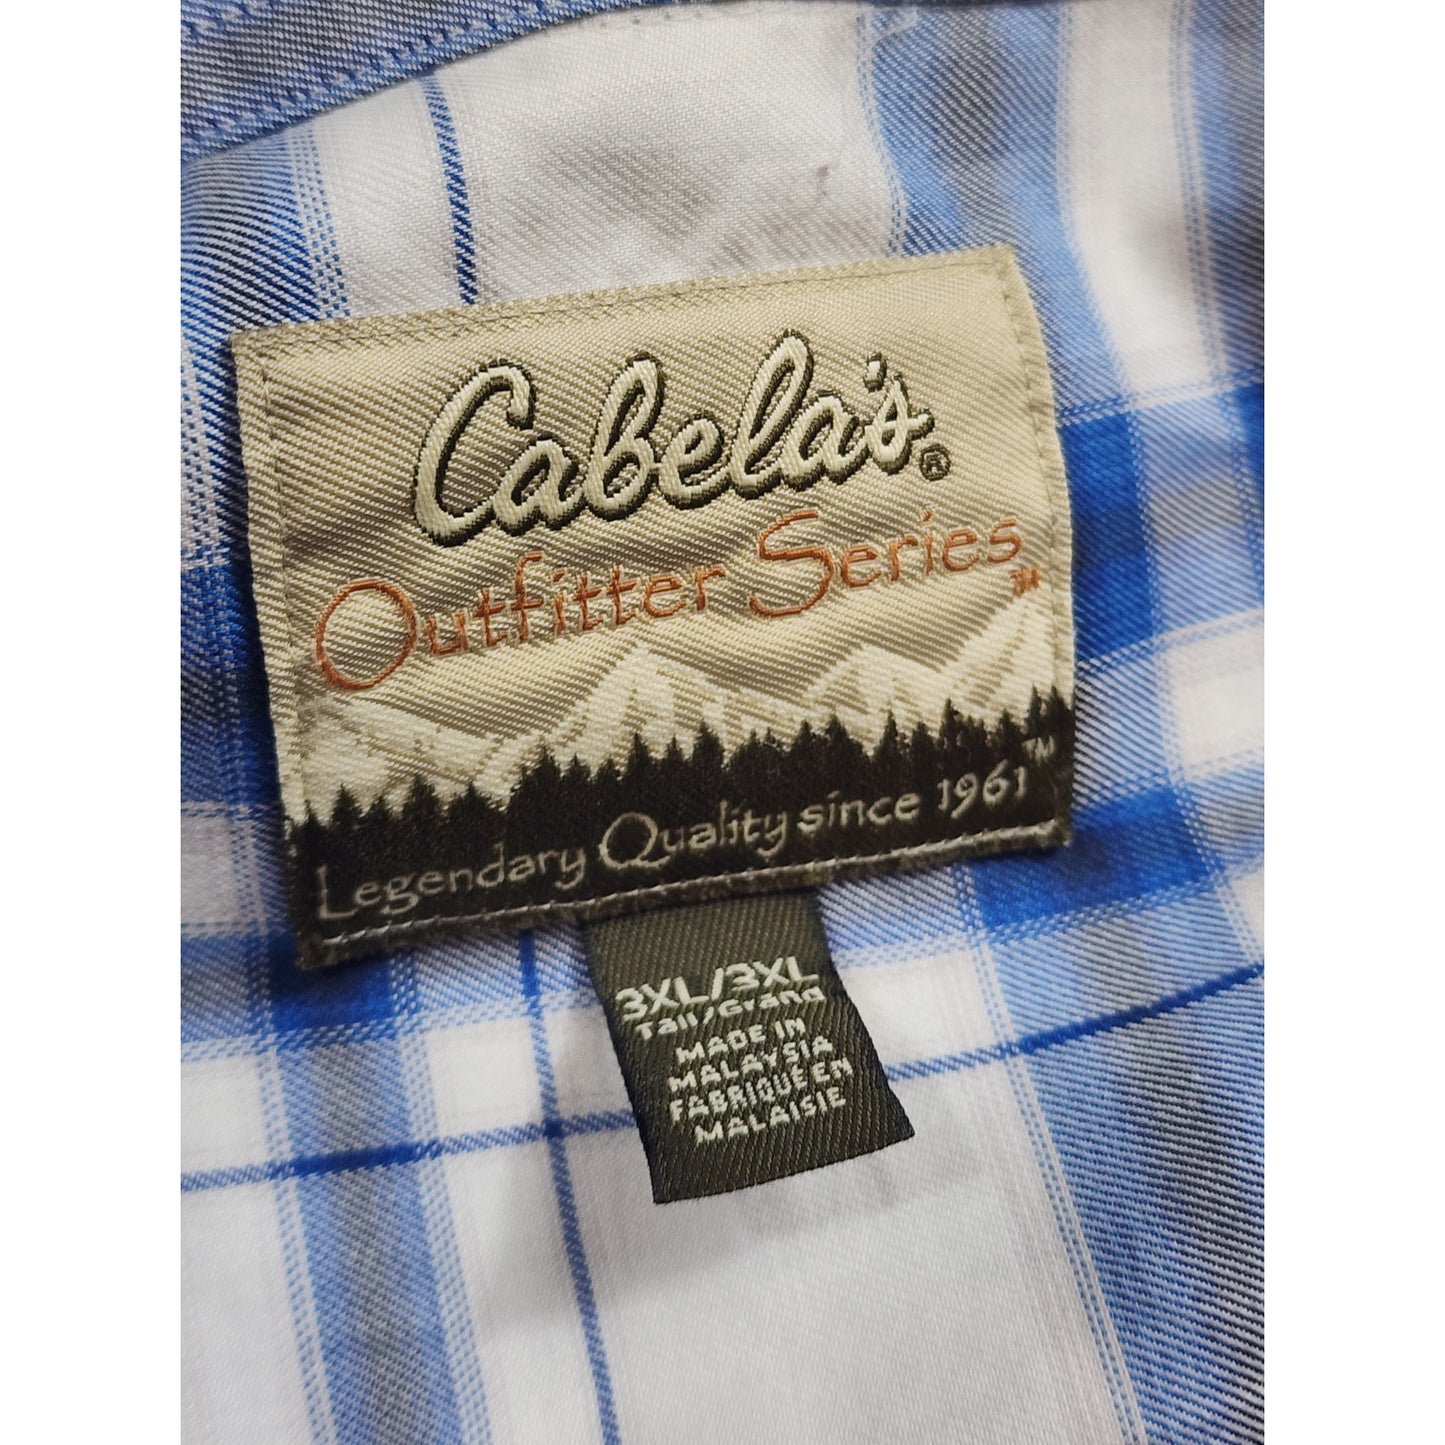 Cabela's®
Outfitter Series™
Legendary Quality since 1961™
3XL/3XL
Tall/Grand
MADE IN
MALAYSIA
FABRIQUE EN
MALAISIE